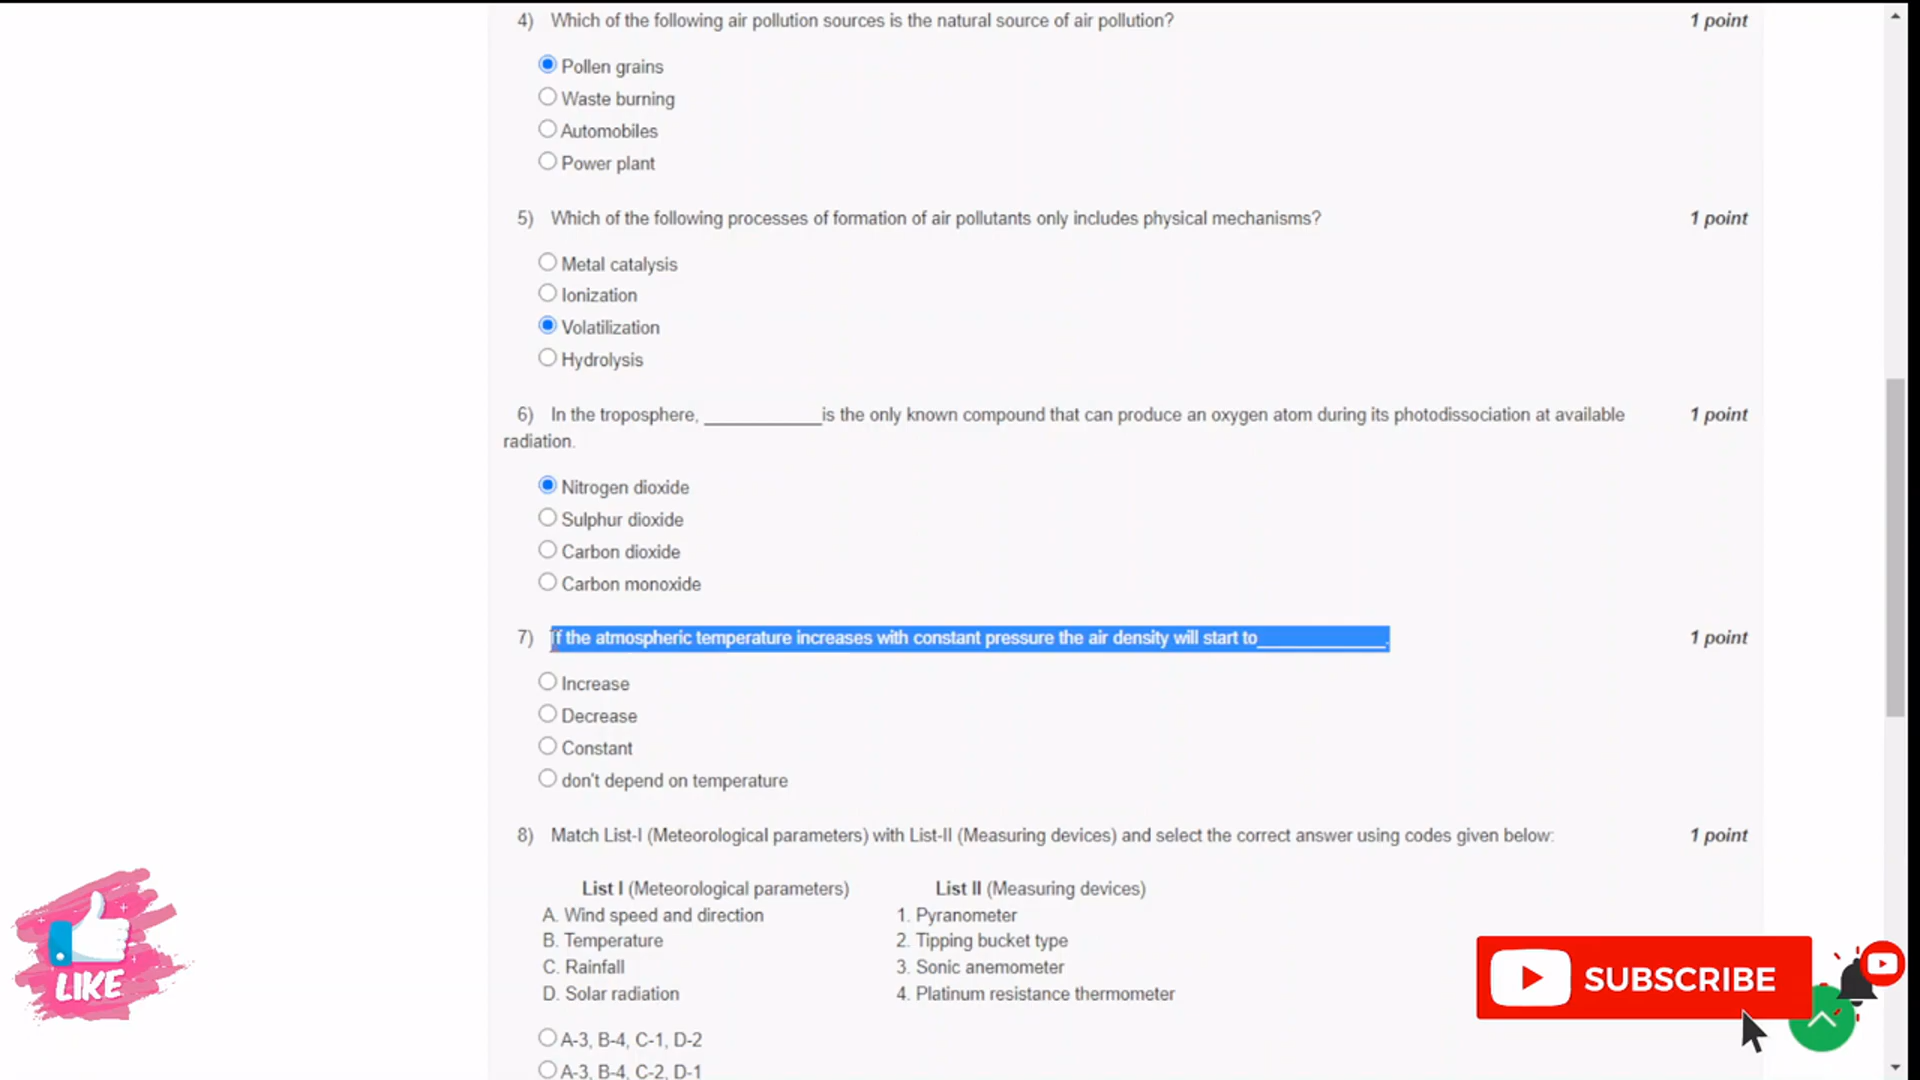 4) Which of the following air pollution sources is the natural source of air pollution? 1 point
Pollen grains
Waste burning
Automobiles
Power plant
5) Which of the following processes of formation of air pollutants only includes physical mechanisms? 1 point
Metal catalysis
Ionization
Volatilization
Hydrolysis
6) In the troposphere, ____________is the only known compound that can produce an oxygen atom during its photodissociation at available 1 point
radiation.
Nitrogen dioxide
Sulphur dioxide
Carbon dioxide
Carbon monoxide
7) If the atmospheric temperature increases with constant pressure the air density will start to_____________. 1 point
Increase
Decrease
Constant
don't depend on temperature
8) Match List-I (Meteorological parameters) with List-II (Measuring devices) and select the correct answer using codes given below: 1 point
List I (Meteorological parameters) List II (Measuring devices)
A. Wind speed and direction 1. Pyranometer
B. Temperature 2. Tipping bucket type
C. Rainfall 3. Sonic anemometer
D. Solar radiation 4. Platinum resistance thermometer
A-3, B-4, C-1, D-2
A-3, B-4, C-2, D-1
LIKE
SUBSCRIBE